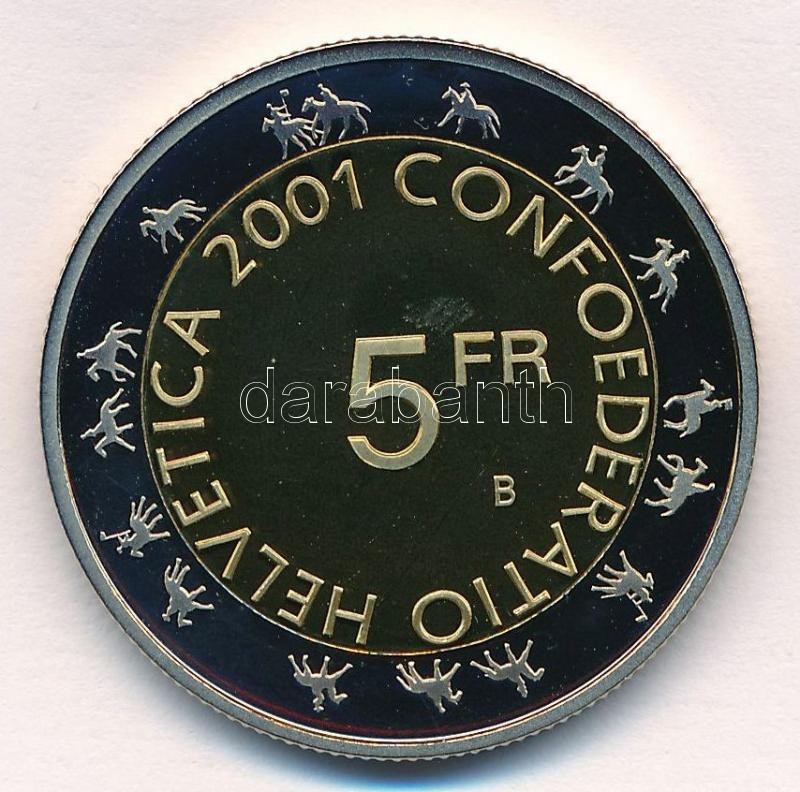 CONFOEDERATIO HELVETICA 2001
5 FR
B
darabanth